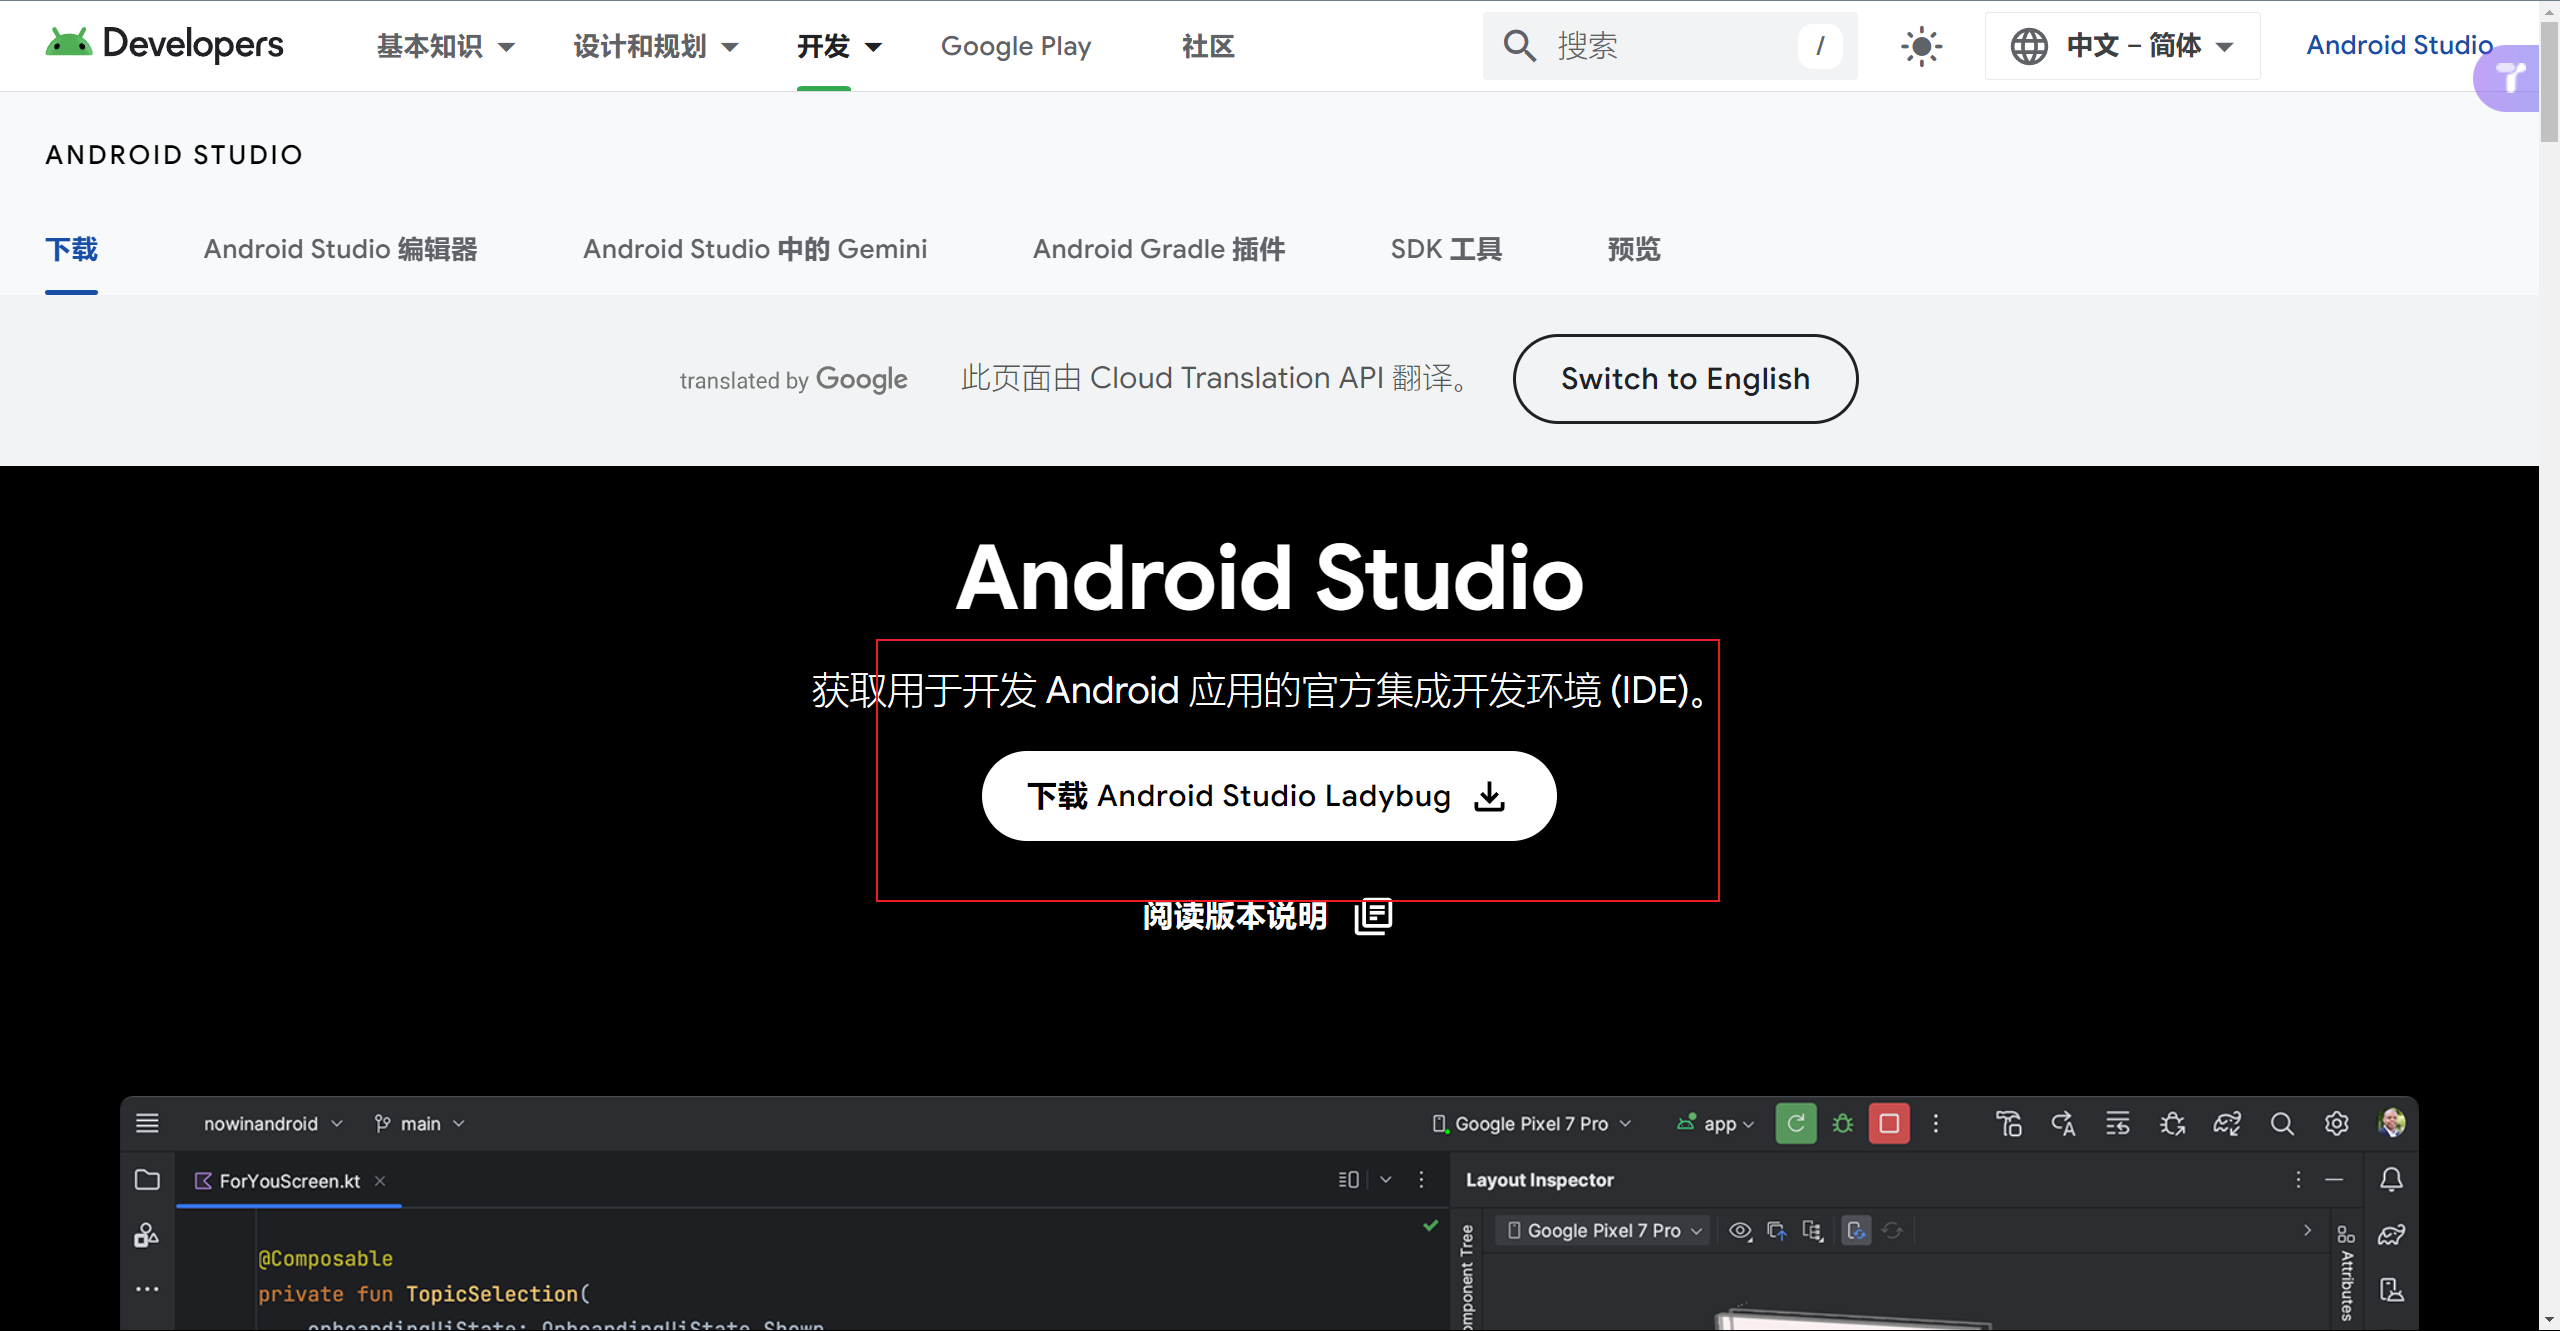 Developers
基本知识
设计和规划
开发
Google Play
社区
搜索
/
中文 – 简体
Android Studio
ANDROID STUDIO
下载
Android Studio 编辑器
Android Studio 中的 Gemini
Android Gradle 插件
SDK 工具
预览
translated by Google
此页面由 Cloud Translation API 翻译。
Switch to English
Android Studio
获取用于开发 Android 应用的官方集成开发环境 (IDE)。
下载 Android Studio Ladybug
阅读版本说明
nowinandroid
main
Google Pixel 7 Pro
app
ForYouScreen.kt
Layout Inspector
Google Pixel 7 Pro
@Composable
private fun TopicSelection(
onboardingUiState: OnboardingUiState.Shown
Attributes